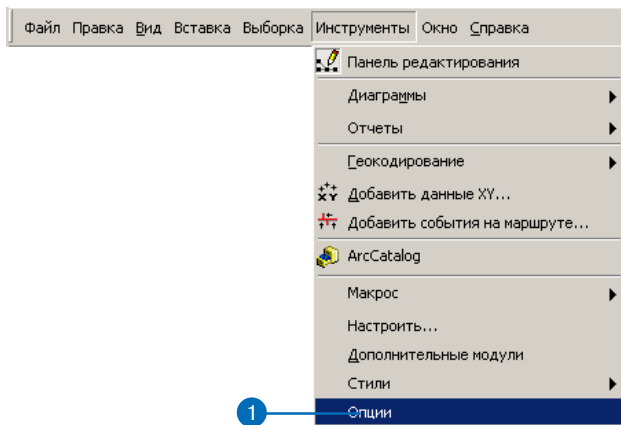 Файл Правка Вид Вставка Выборка Инструменты Окно Справка
Панель редактирования
Диаграммы
Отчеты
Геокодирование
Добавить данные XY...
Добавить события на маршруте...
ArcCatalog
Макрос
Настроить...
Дополнительные модули
Стили
1 Опции